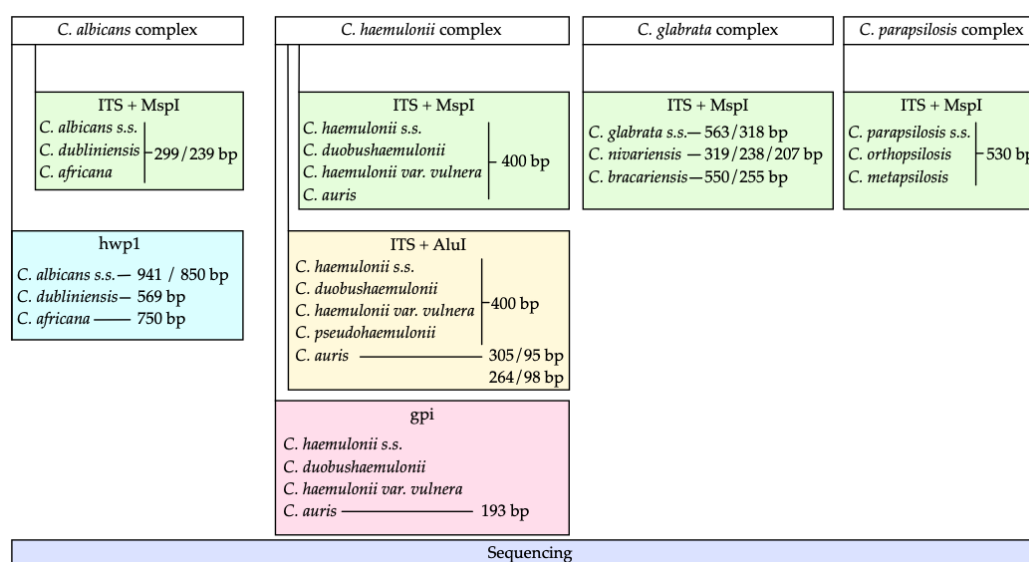 C. albicans complex
ITS + MspI
C. albicans s.s.
C. dubliniensis
C. africana
299/239 bp
hwp1
C. albicans s.s. — 941 / 850 bp
C. dubliniensis — 569 bp
C. africana — 750 bp
C. haemulonii complex
ITS + MspI
C. haemulonii s.s.
C. duobushaemulonii
C. haemulonii var. vulnera
C. auris
400 bp
ITS + AluI
C. haemulonii s.s.
C. duobushaemulonii
C. haemulonii var. vulnera
C. pseudohaemulonii
400 bp
C. auris — 305/95 bp
264/98 bp
gpi
C. haemulonii s.s.
C. duobushaemulonii
C. haemulonii var. vulnera
C. auris — 193 bp
C. glabrata complex
ITS + MspI
C. glabrata s.s. — 563/318 bp
C. nivariensis — 319/238/207 bp
C. bracariensis — 550/255 bp
C. parapsilosis complex
ITS + MspI
C. parapsilosis s.s.
C. orthopsilosis
C. metapsilosis
530 bp
Sequencing